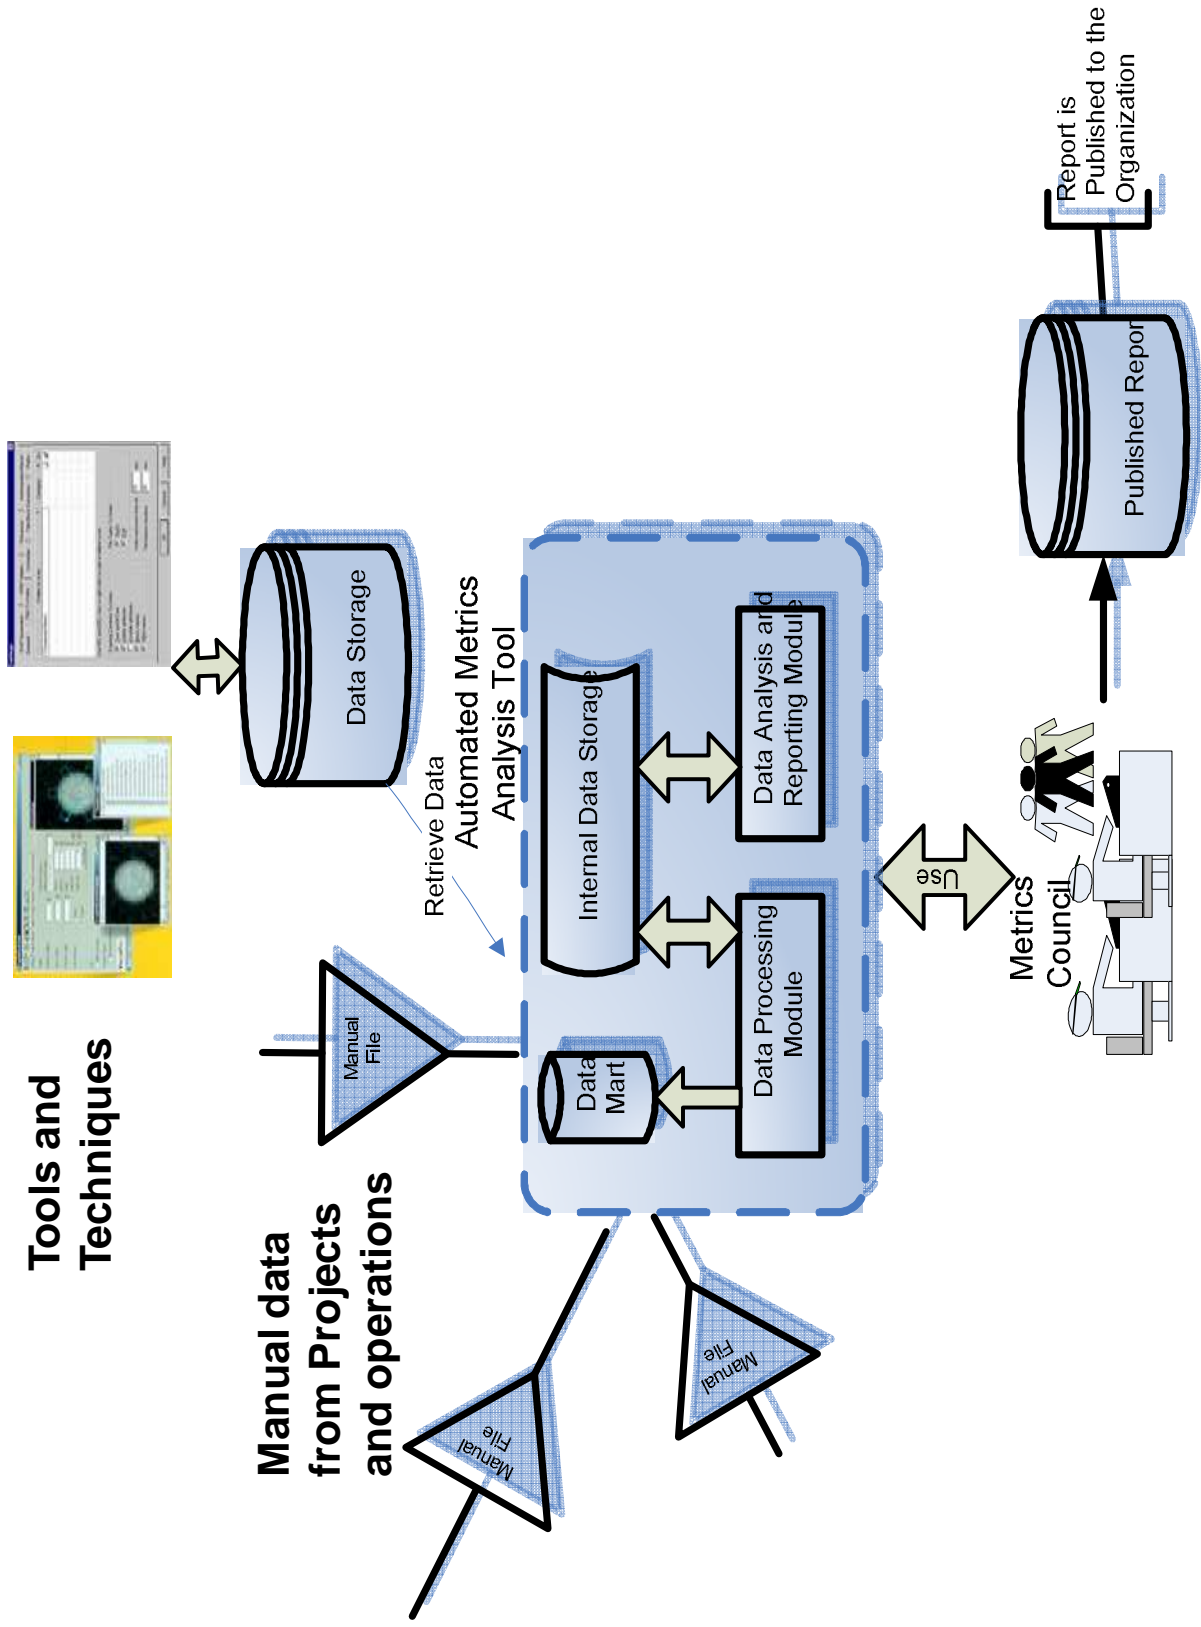 Tools and
Techniques
Manual data
from Projects
and operations
Manual
File
Manual
File
Manual
File
Data Storage
Retrieve Data
Automated Metrics
Analysis Tool
Data
Mart
Internal Data Storage
Data Processing
Module
Data Analysis and
Reporting Module
Use
Metrics
Council
Published Repor
Report is
Published to the
Organization